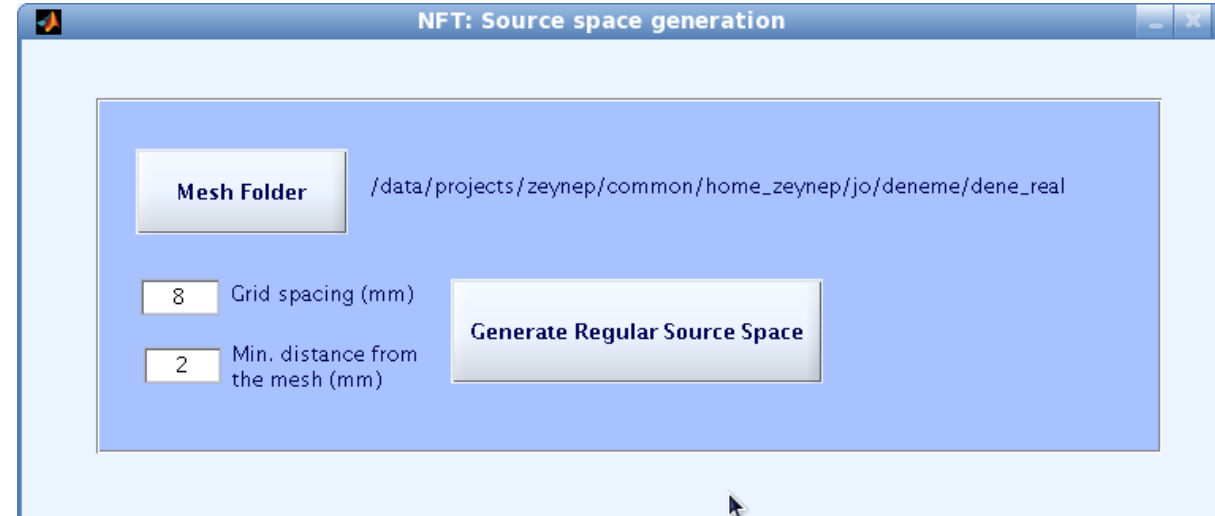 NFT: Source space generation
Mesh Folder
/data/projects/zeynep/common/home_zeynep/jo/deneme/dene_real
8
Grid spacing (mm)
2
Min. distance from
the mesh (mm)
Generate Regular Source Space